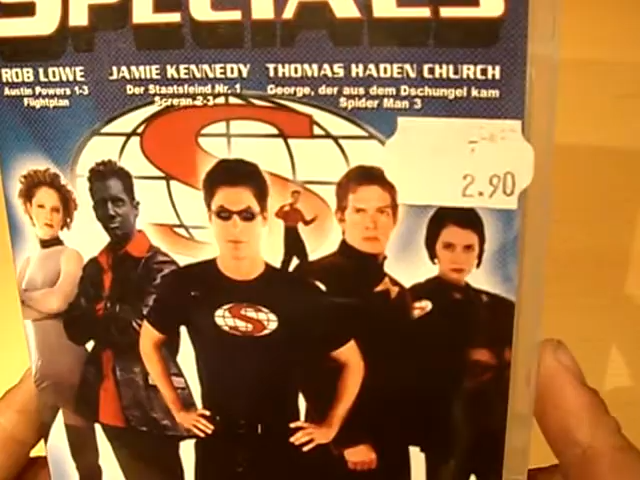 SPECIALS
ROB LOWE
Austin Powers 1-3
Flightplan
JAMIE KENNEDY
Der Staatsfeind Nr. 1
Scream 2-3
THOMAS HADEN CHURCH
George, der aus dem Dschungel kam
Spider Man 3
2.90
S
S